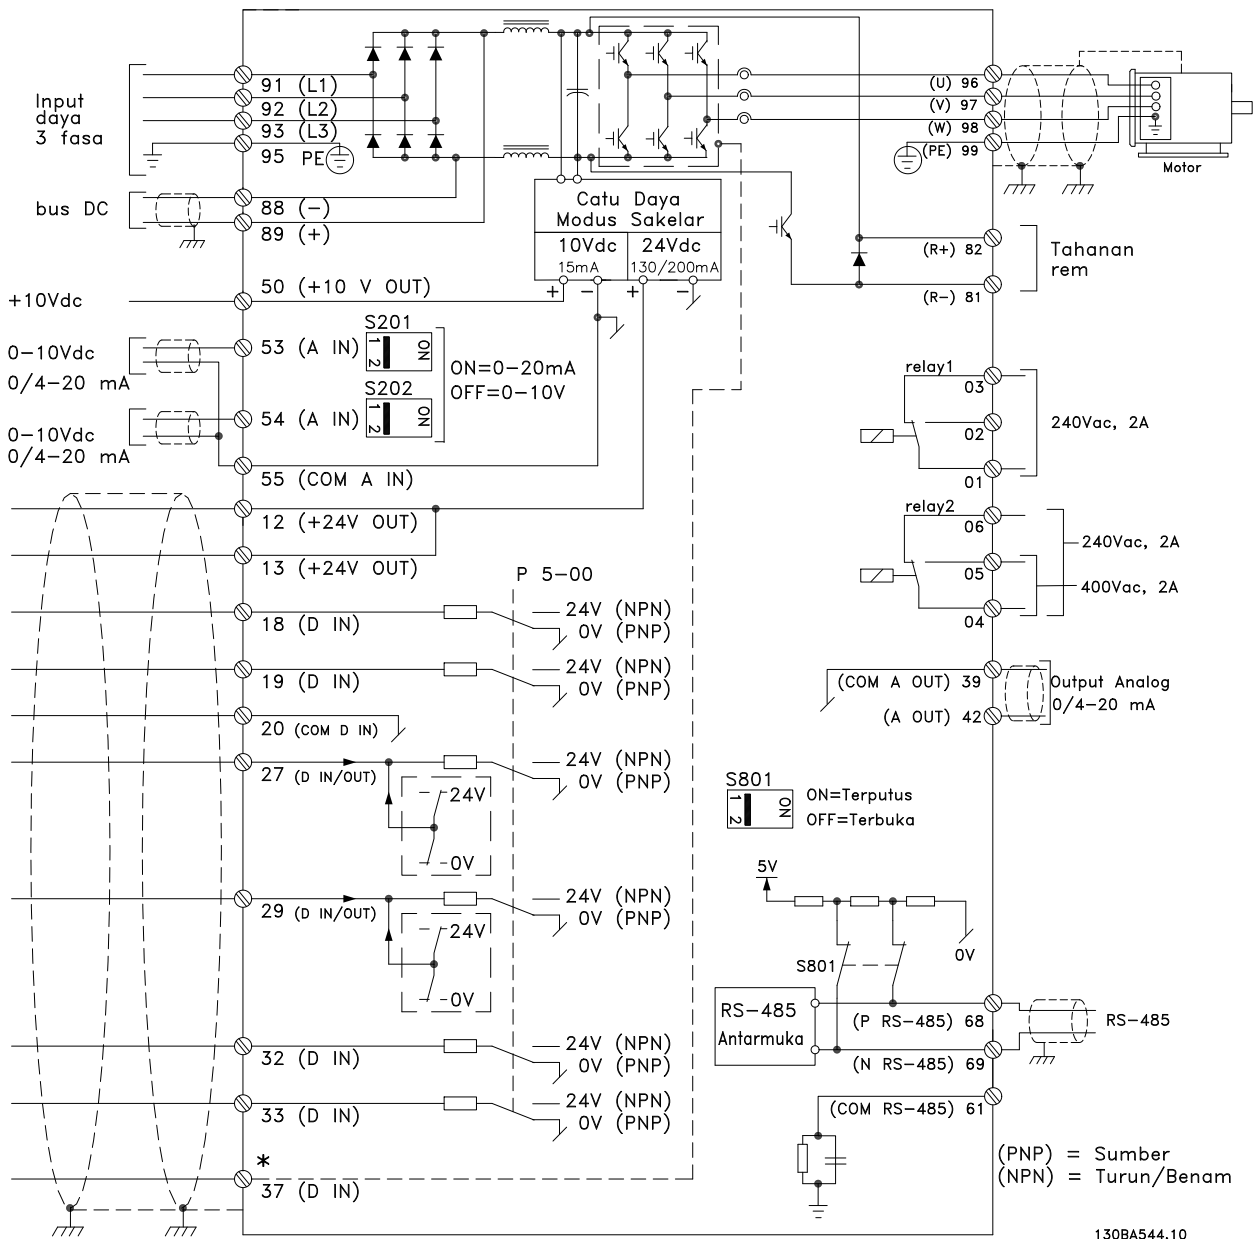 Input
daya
3 fasa
91 (L1)
92 (L2)
93 (L3)
95 PE
bus DC
88 (−)
89 (+)
+10Vdc
50 (+10 V OUT)
0−10Vdc
0/4−20 mA
53 (A IN)
S201
1 2
ON
ON=0−20mA
OFF=0−10V
0−10Vdc
0/4−20 mA
54 (A IN)
S202
1 2
ON
55 (COM A IN)
12 (+24V OUT)
13 (+24V OUT)
P 5−00
18 (D IN)
24V (NPN)
0V (PNP)
19 (D IN)
24V (NPN)
0V (PNP)
20 (COM D IN)
27 (D IN/OUT)
24V (NPN)
0V (PNP)
24V
0V
29 (D IN/OUT)
24V (NPN)
0V (PNP)
24V
0V
32 (D IN)
24V (NPN)
0V (PNP)
33 (D IN)
24V (NPN)
0V (PNP)
*
37 (D IN)
Catu Daya
Modus Sakelar
10Vdc
15mA
24Vdc
130/200mA
+ − + −
(U) 96
(V) 97
(W) 98
(PE) 99
Motor
(R+) 82
(R−) 81
Tahanan
rem
relay1
03
02
01
240Vac, 2A
relay2
06
05
04
240Vac, 2A
400Vac, 2A
(COM A OUT) 39
(A OUT) 42
Output Analog
0/4−20 mA
S801
1 2
ON
ON=Terputus
OFF=Terbuka
5V
0V
S801
RS−485
Antarmuka
(P RS−485) 68
(N RS−485) 69
RS−485
(COM RS−485) 61
(PNP) = Sumber
(NPN) = Turun/Benam
130BA544.10